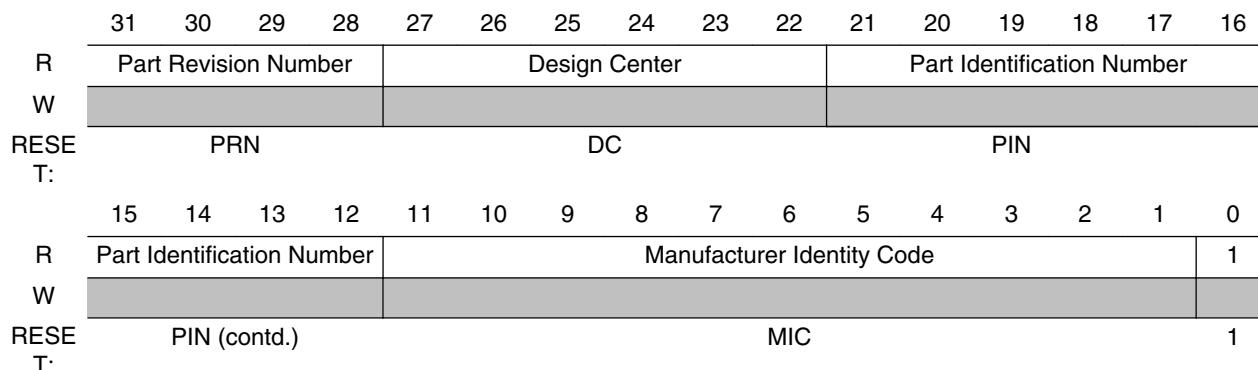 31 30 29 28 27 26 25 24 23 22 21 20 19 18 17 16
R Part Revision Number Design Center Part Identification Number
W
RESE PRN DC PIN
T:
15 14 13 12 11 10 9 8 7 6 5 4 3 2 1 0
R Part Identification Number Manufacturer Identity Code 1
W
RESE PIN (contd.) MIC 1
T: